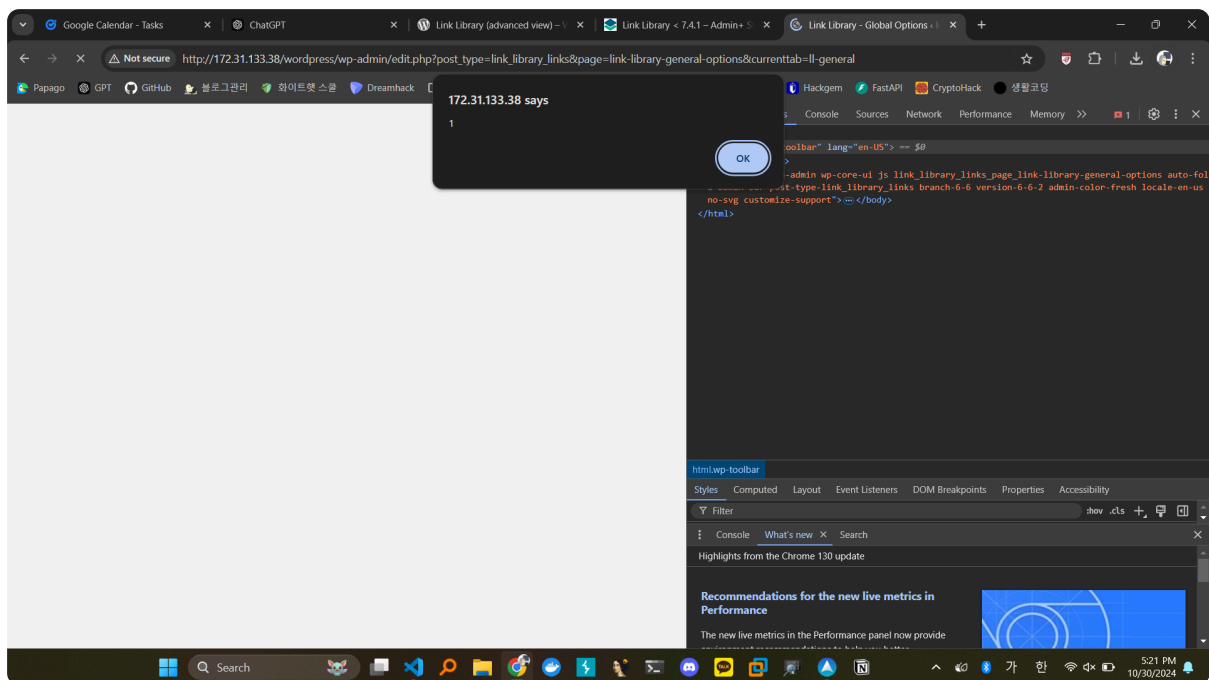 Google Calendar - Tasks
ChatGPT
Link Library (advanced view) – V
Link Library < 7.4.1 – Admin+ S
Link Library - Global Options ‹
Not secure
http://172.31.133.38/wordpress/wp-admin/edit.php?post_type=link_library_links&page=link-library-general-options&currenttab=ll-general
Papago
GPT
GitHub
블로그관리
화이트햇 스쿨
Dreamhack
Hackgem
FastAPI
CryptoHack
생활코딩
172.31.133.38 says
1
OK
s
Console
Sources
Network
Performance
Memory
1
oolbar" lang="en-US"> == $0
>
-admin wp-core-ui js link_library_links_page_link-library-general-options auto-fol
post-type-link_library_links branch-6-6 version-6-6-2 admin-color-fresh locale-en-us
no-svg customize-support"> ⋯ </body>
</html>
html.wp-toolbar
Styles
Computed
Layout
Event Listeners
DOM Breakpoints
Properties
Accessibility
Filter
:hov .cls
Console
What's new
Search
Highlights from the Chrome 130 update
Recommendations for the new live metrics in
Performance
The new live metrics in the Performance panel now provide
Search
TALK
가
한
5:21 PM
10/30/2024